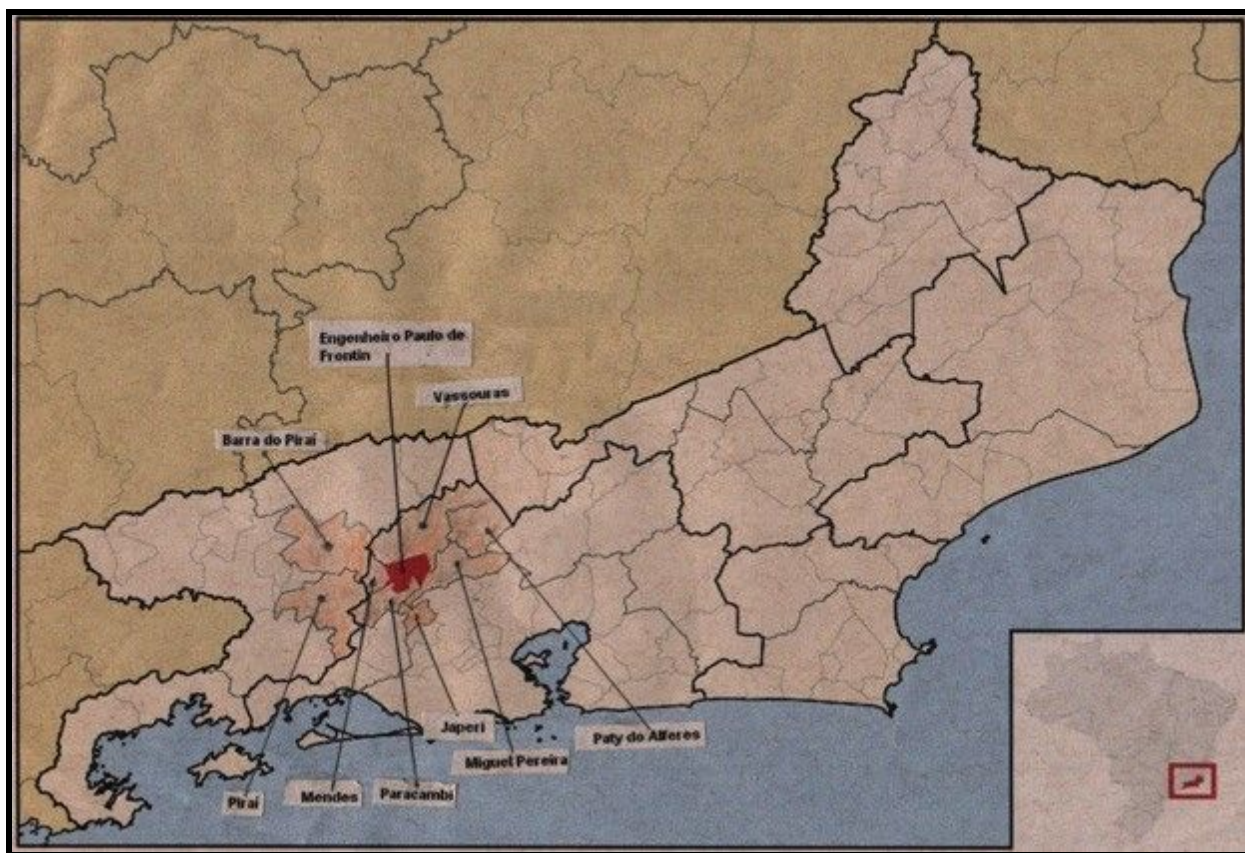 Engenheiro Paulo de
Frontin
Vassouras
Barra do Piraí
Japeri
Paty do Alferes
Miguel Pereira
Mendes
Paracambi
Piraí